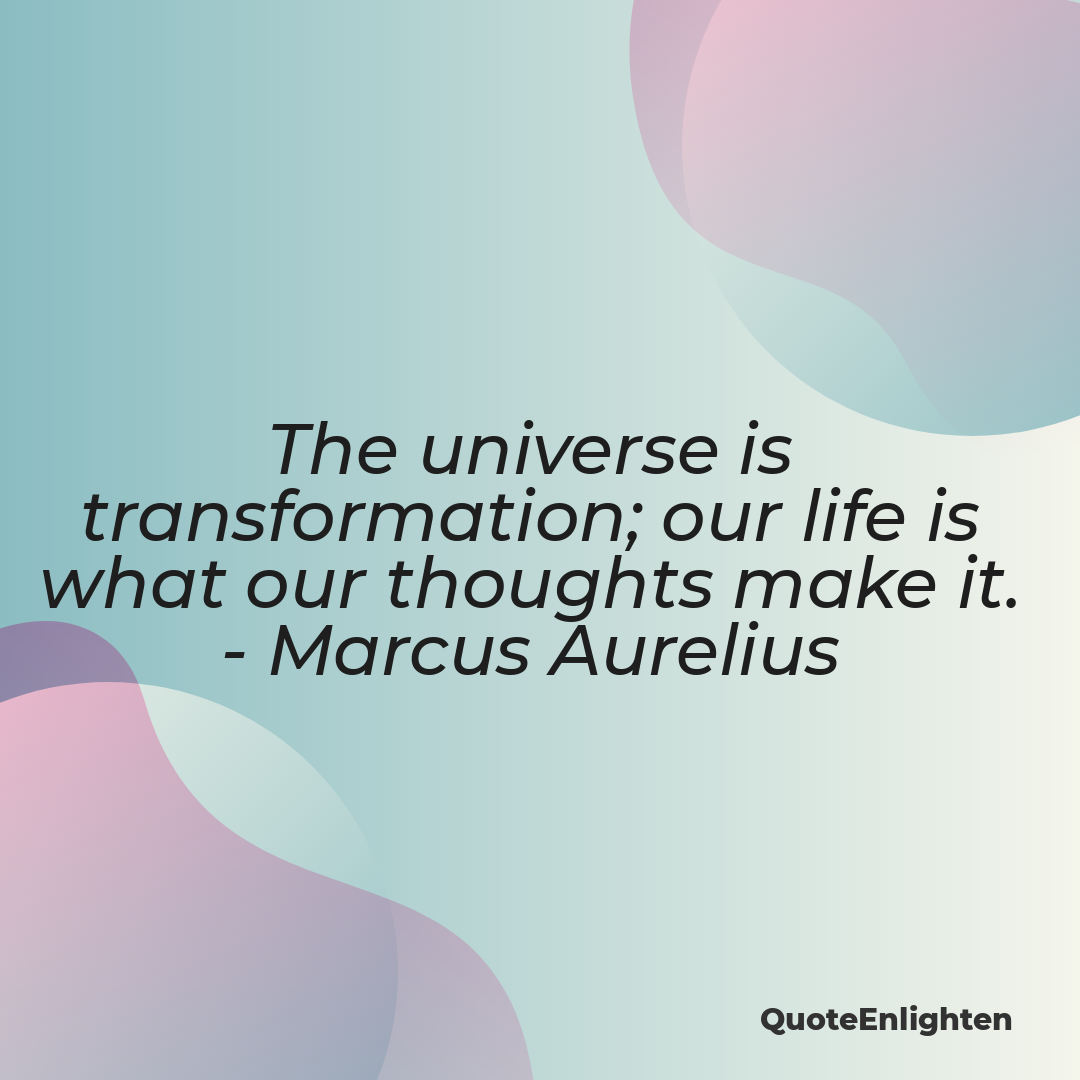 The universe is
transformation; our life is
what our thoughts make it.
- Marcus Aurelius
QuoteEnlighten